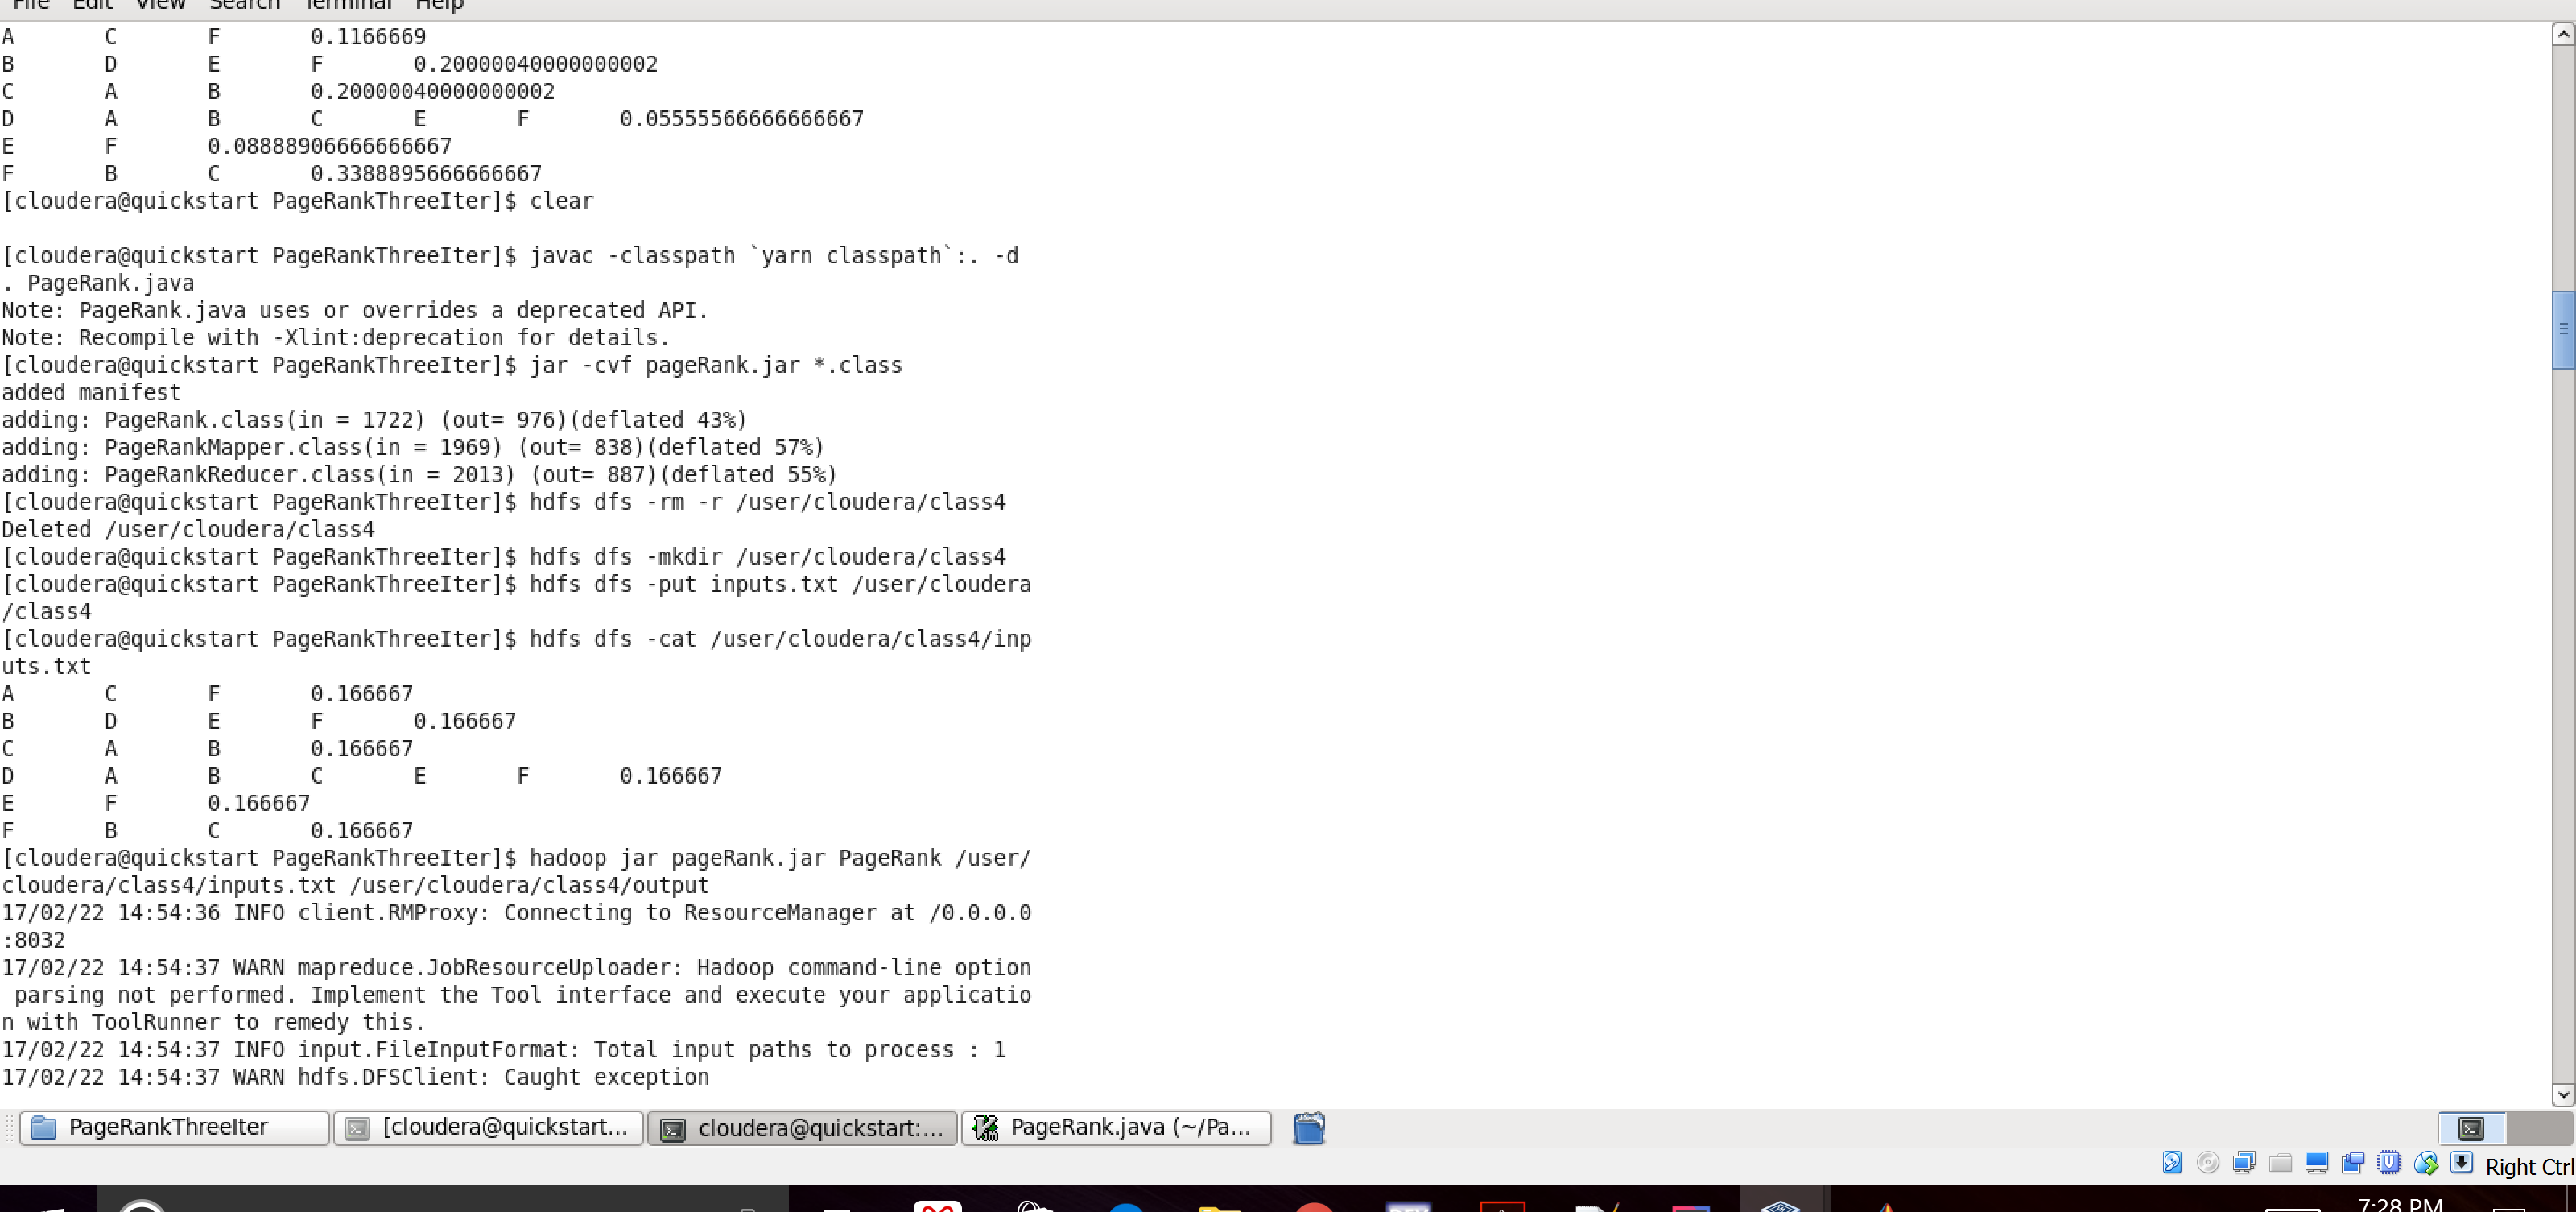 File Edit View Search Terminal Help
A C F 0.1166669
B D E F 0.20000040000000002
C A B 0.20000040000000002
D A B C E F 0.05555566666666667
E F 0.08888906666666667
F B C 0.3388895666666667
[cloudera@quickstart PageRankThreeIter]$ clear
[cloudera@quickstart PageRankThreeIter]$ javac -classpath `yarn classpath`:. -d
. PageRank.java
Note: PageRank.java uses or overrides a deprecated API.
Note: Recompile with -Xlint:deprecation for details.
[cloudera@quickstart PageRankThreeIter]$ jar -cvf pageRank.jar *.class
added manifest
adding: PageRank.class(in = 1722) (out= 976)(deflated 43%)
adding: PageRankMapper.class(in = 1969) (out= 838)(deflated 57%)
adding: PageRankReducer.class(in = 2013) (out= 887)(deflated 55%)
[cloudera@quickstart PageRankThreeIter]$ hdfs dfs -rm -r /user/cloudera/class4
Deleted /user/cloudera/class4
[cloudera@quickstart PageRankThreeIter]$ hdfs dfs -mkdir /user/cloudera/class4
[cloudera@quickstart PageRankThreeIter]$ hdfs dfs -put inputs.txt /user/cloudera
/class4
[cloudera@quickstart PageRankThreeIter]$ hdfs dfs -cat /user/cloudera/class4/inp
uts.txt
A C F 0.166667
B D E F 0.166667
C A B 0.166667
D A B C E F 0.166667
E F 0.166667
F B C 0.166667
[cloudera@quickstart PageRankThreeIter]$ hadoop jar pageRank.jar PageRank /user/
cloudera/class4/inputs.txt /user/cloudera/class4/output
17/02/22 14:54:36 INFO client.RMProxy: Connecting to ResourceManager at /0.0.0.0
:8032
17/02/22 14:54:37 WARN mapreduce.JobResourceUploader: Hadoop command-line option
 parsing not performed. Implement the Tool interface and execute your applicatio
n with ToolRunner to remedy this.
17/02/22 14:54:37 INFO input.FileInputFormat: Total input paths to process : 1
17/02/22 14:54:37 WARN hdfs.DFSClient: Caught exception
PageRankThreeIter [cloudera@quickstart... cloudera@quickstart:... PageRank.java (~/Pa...
Right Ctrl
7:28 PM